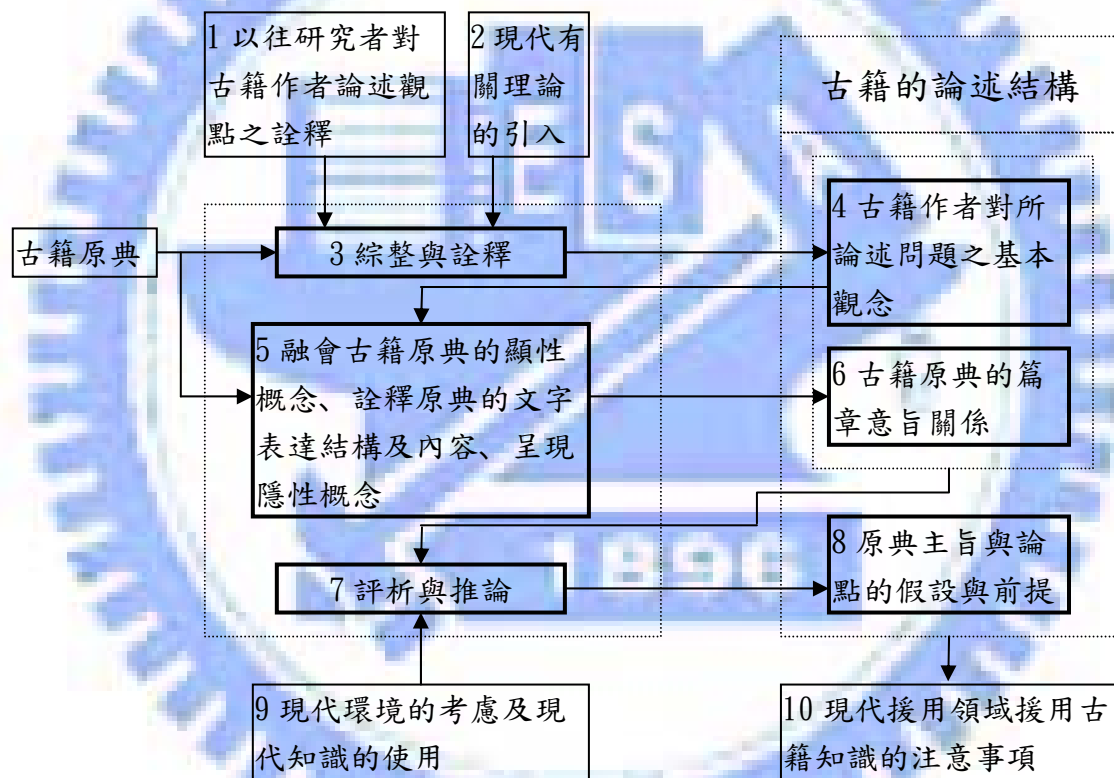 1 以往研究者對
古籍作者論述觀
點之詮釋
2 現代有
關理論
的引入
古籍的論述結構
古籍原典
3 綜整與詮釋
4 古籍作者對所
論述問題之基本
觀念
5 融會古籍原典的顯性
概念、詮釋原典的文字
表達結構及內容、呈現
隱性概念
6 古籍原典的篇
章意旨關係
7 評析與推論
8 原典主旨與論
點的假設與前提
9 現代環境的考慮及現
代知識的使用
10 現代援用領域援用古
籍知識的注意事項
ES
1896